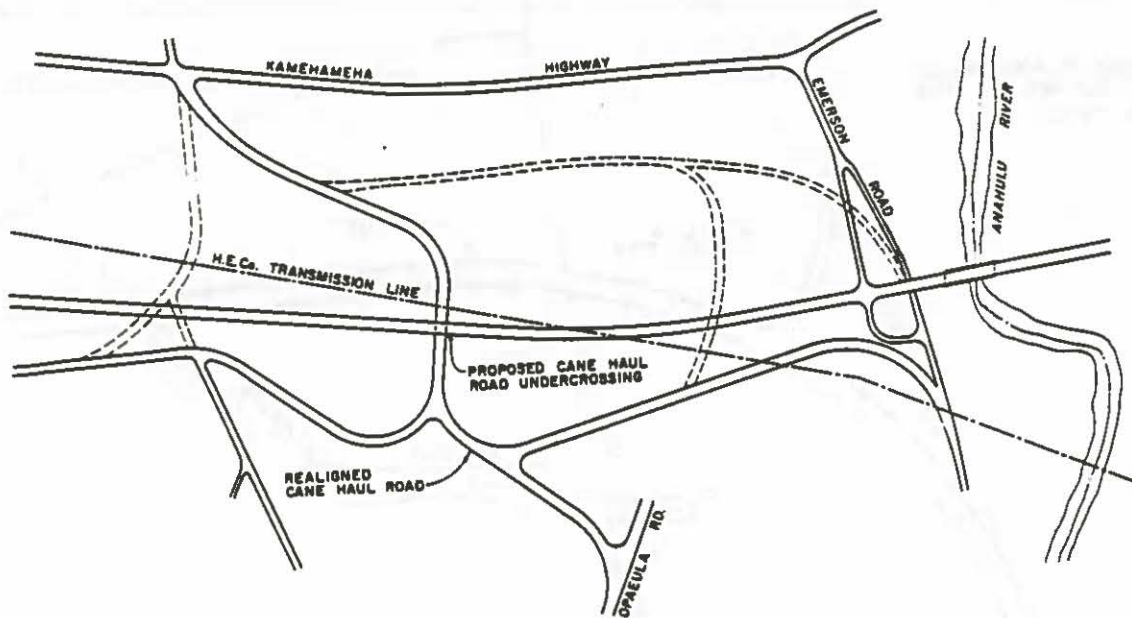 KAMEHAMEHA HIGHWAY
EMERSON ROAD
ANAHULU RIVER
H.E.Co. TRANSMISSION LINE
PROPOSED CANE HAUL
ROAD UNDERCROSSING
REALIGNED
CANE HAUL ROAD
OPAEULA RD.